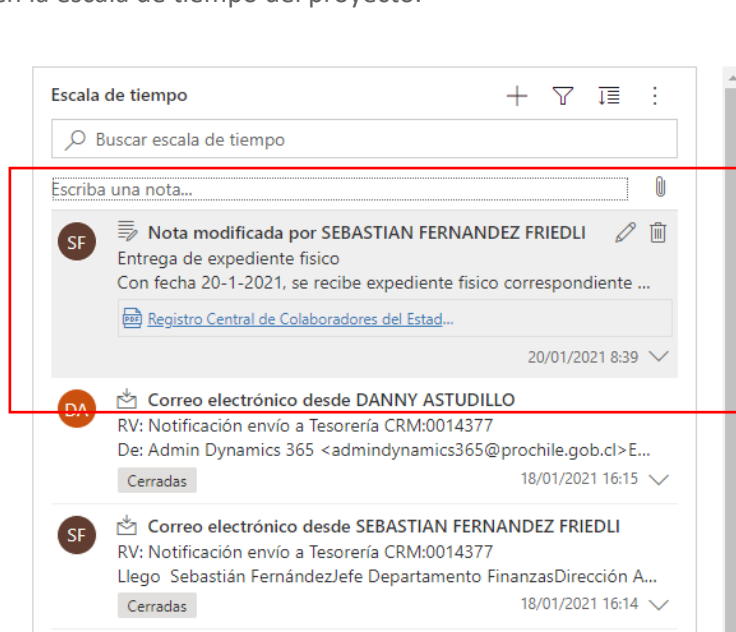 en la escala de tiempo del proyecto.
Escala de tiempo
Buscar escala de tiempo
Escriba una nota...
SF
Nota modificada por SEBASTIAN FERNANDEZ FRIEDLI
Entrega de expediente fisico
Con fecha 20-1-2021, se recibe expediente fisico correspondiente ...
PDF Registro Central de Colaboradores del Estad...
20/01/2021 8:39
DA
Correo electrónico desde DANNY ASTUDILLO
RV: Notificación envío a Tesorería CRM:0014377
De: Admin Dynamics 365 <admindynamics365@prochile.gob.cl>E...
Cerradas 18/01/2021 16:15
SF
Correo electrónico desde SEBASTIAN FERNANDEZ FRIEDLI
RV: Notificación envío a Tesorería CRM:0014377
Llego  Sebastián FernándezJefe Departamento FinanzasDirección A...
Cerradas 18/01/2021 16:14